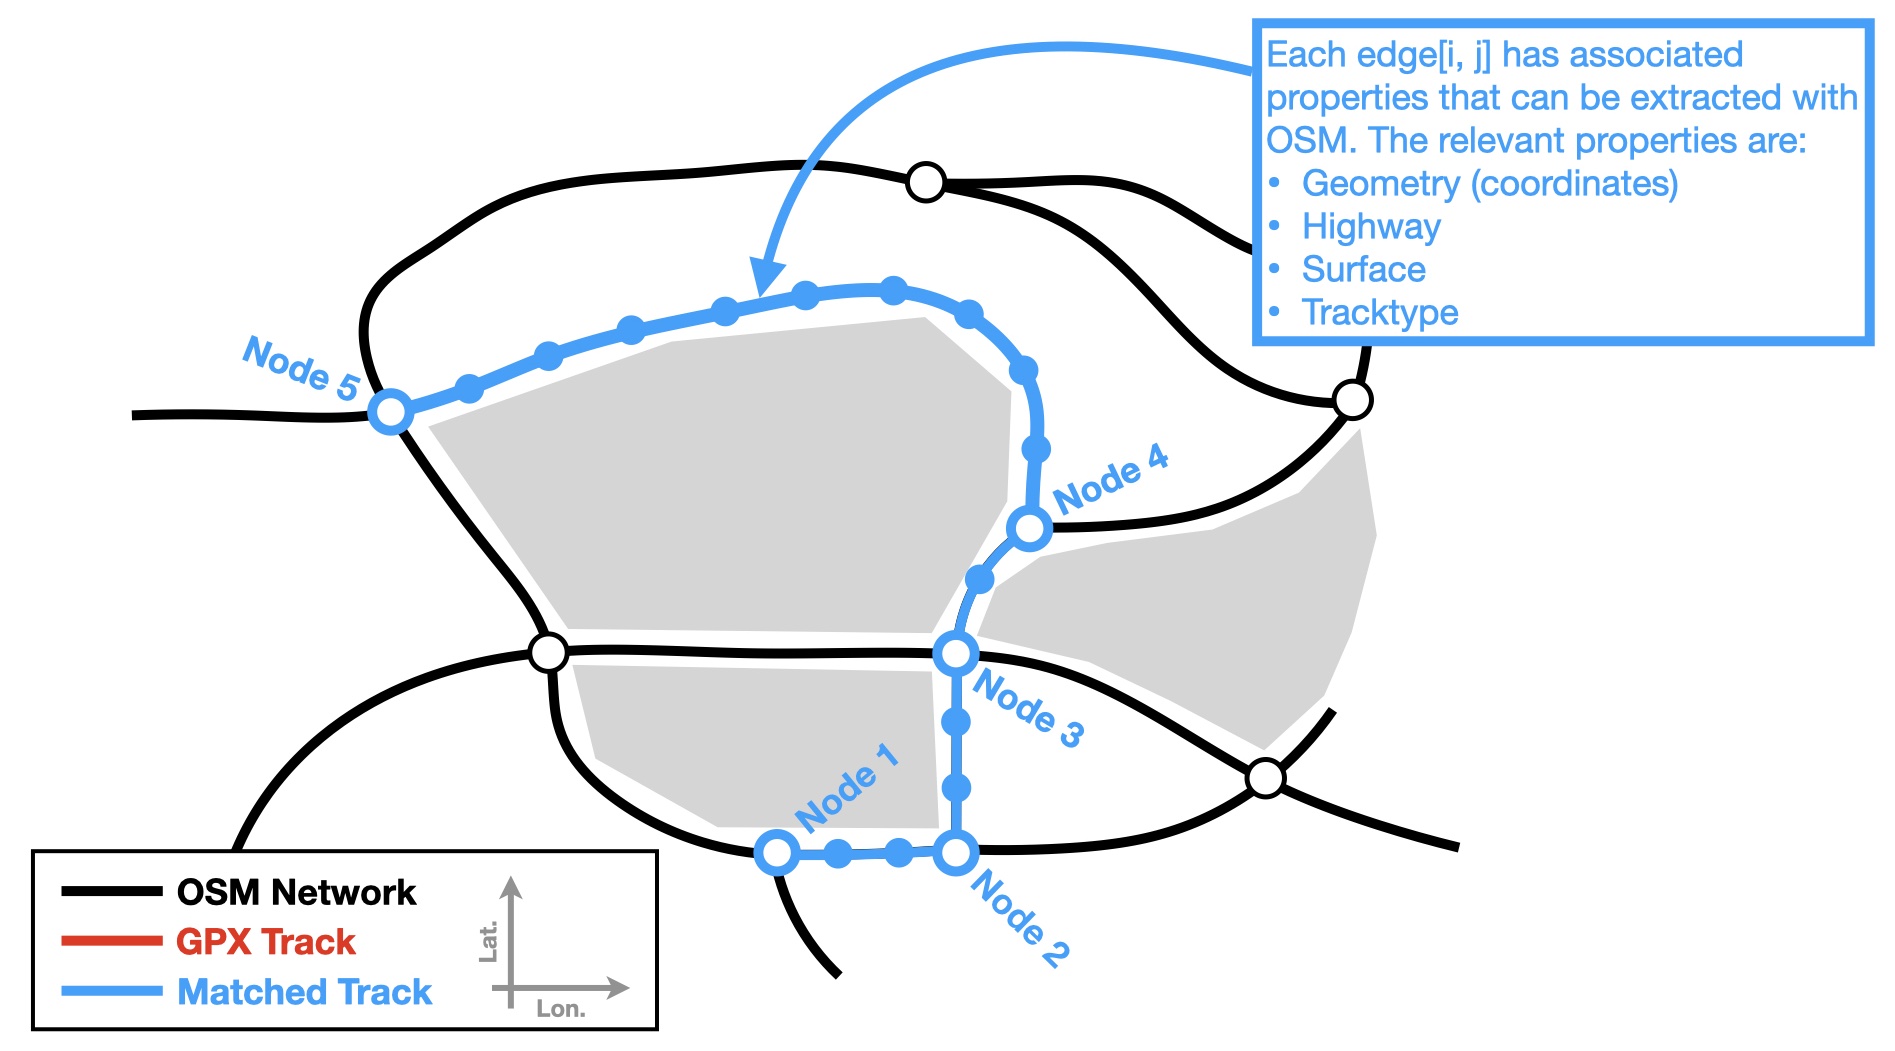 Each edge[i, j] has associated
properties that can be extracted with
OSM. The relevant properties are:
• Geometry (coordinates)
• Highway
• Surface
• Tracktype
Node 5
Node 4
Node 3
Node 1
Node 2
OSM Network
GPX Track
Matched Track
Lat.
Lon.